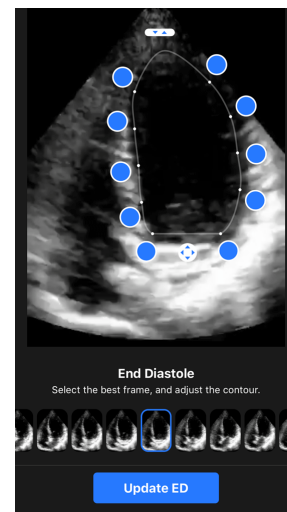 End Diastole
Select the best frame, and adjust the contour.
Update ED